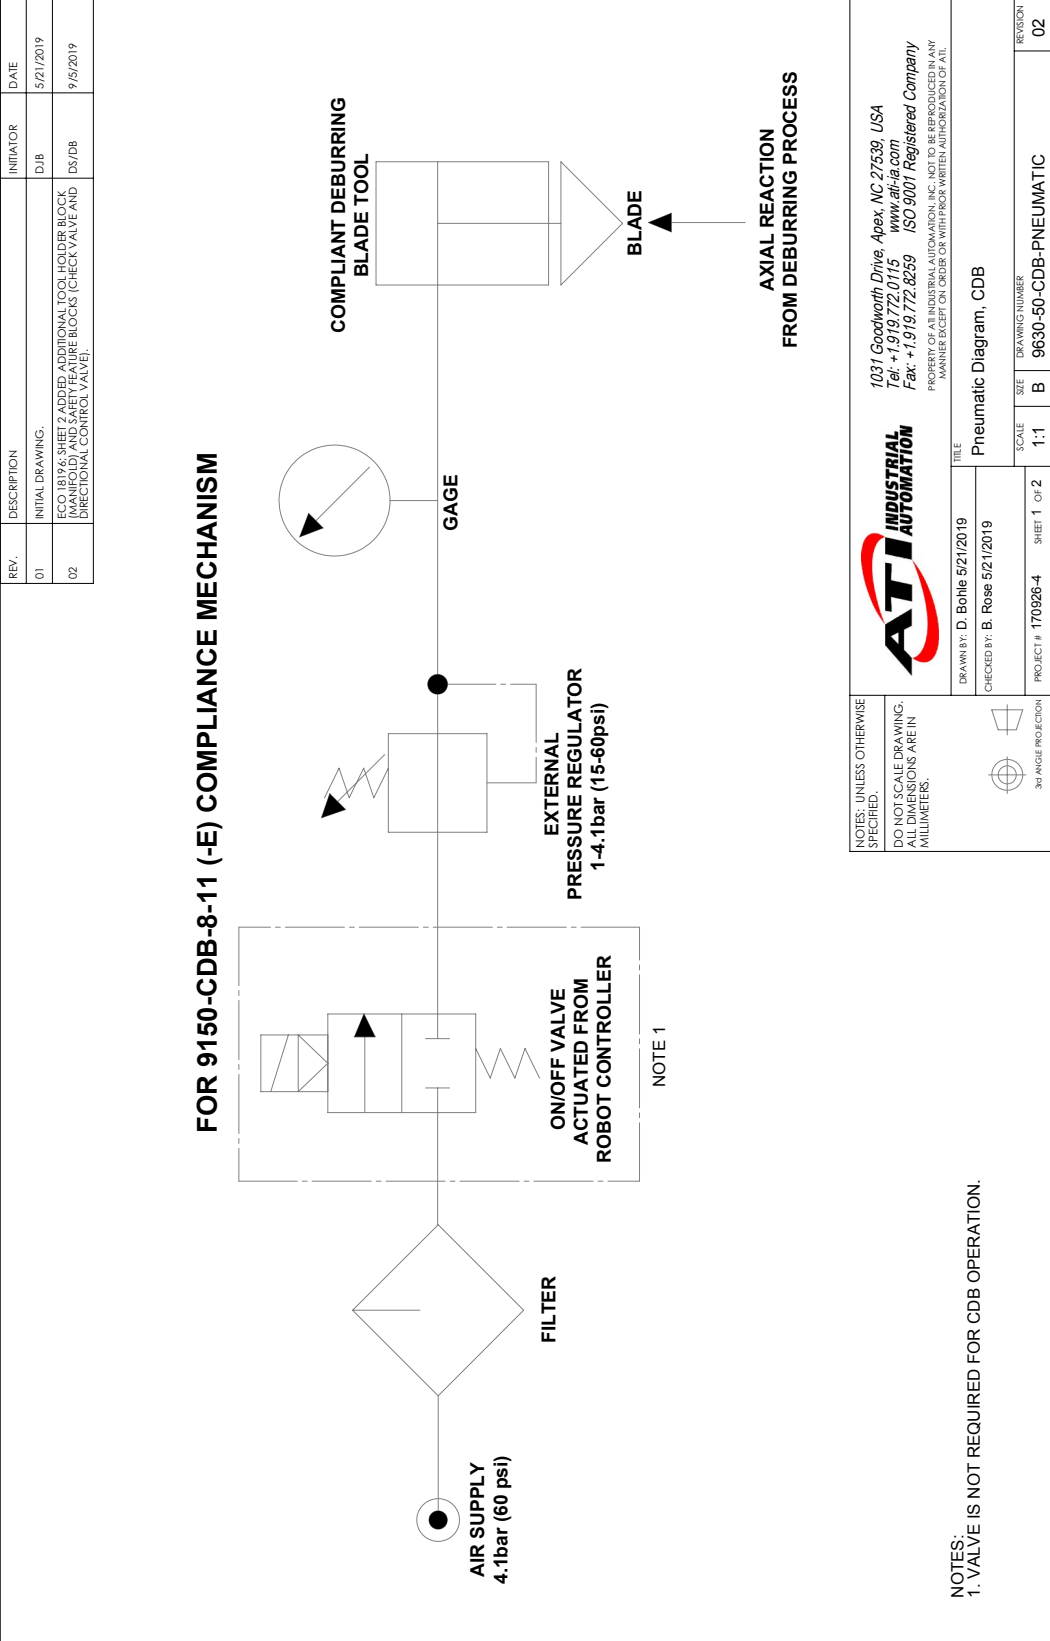 REV. DESCRIPTION INITIATOR DATE
01 INITIAL DRAWING. DJB 5/21/2019
02 ECO 18196; SHEET 2 ADDED ADDITIONAL TOOL HOLDER BLOCK DS/DB 9/5/2019
(MANIFOLD) AND SAFETY FEATURE BLOCKS (CHECK VALVE AND
DIRECTIONAL CONTROL VALVE).
FOR 9150-CDB-8-11 (-E) COMPLIANCE MECHANISM
AIR SUPPLY
4.1bar (60 psi)
FILTER
ON/OFF VALVE
ACTUATED FROM
ROBOT CONTROLLER
NOTE 1
EXTERNAL
PRESSURE REGULATOR
1-4.1bar (15-60psi)
GAGE
COMPLIANT DEBURRING
BLADE TOOL
BLADE
AXIAL REACTION
FROM DEBURRING PROCESS
NOTES:
1. VALVE IS NOT REQUIRED FOR CDB OPERATION.
NOTES: UNLESS OTHERWISE
SPECIFIED.
DO NOT SCALE DRAWING.
ALL DIMENSIONS ARE IN
MILLIMETERS.
3rd ANGLE PROJECTION
ATI INDUSTRIAL
AUTOMATION
1031 Goodworth Drive, Apex, NC 27539, USA
Tel: +1.919.772.0115 www.ati-ia.com
Fax: +1.919.772.8259 ISO 9001 Registered Company
PROPERTY OF ATI INDUSTRIAL AUTOMATION, INC. NOT TO BE REPRODUCED IN ANY
MANNER EXCEPT ON ORDER OR WITH PRIOR WRITTEN AUTHORIZATION OF ATI.
DRAWN BY: D. Bohle 5/21/2019
CHECKED BY: B. Rose 5/21/2019
TITLE
Pneumatic Diagram, CDB
PROJECT # 170926-4 SHEET 1 OF 2
SCALE
1:1
SIZE
B
DRAWING NUMBER
9630-50-CDB-PNEUMATIC
REVISION
02